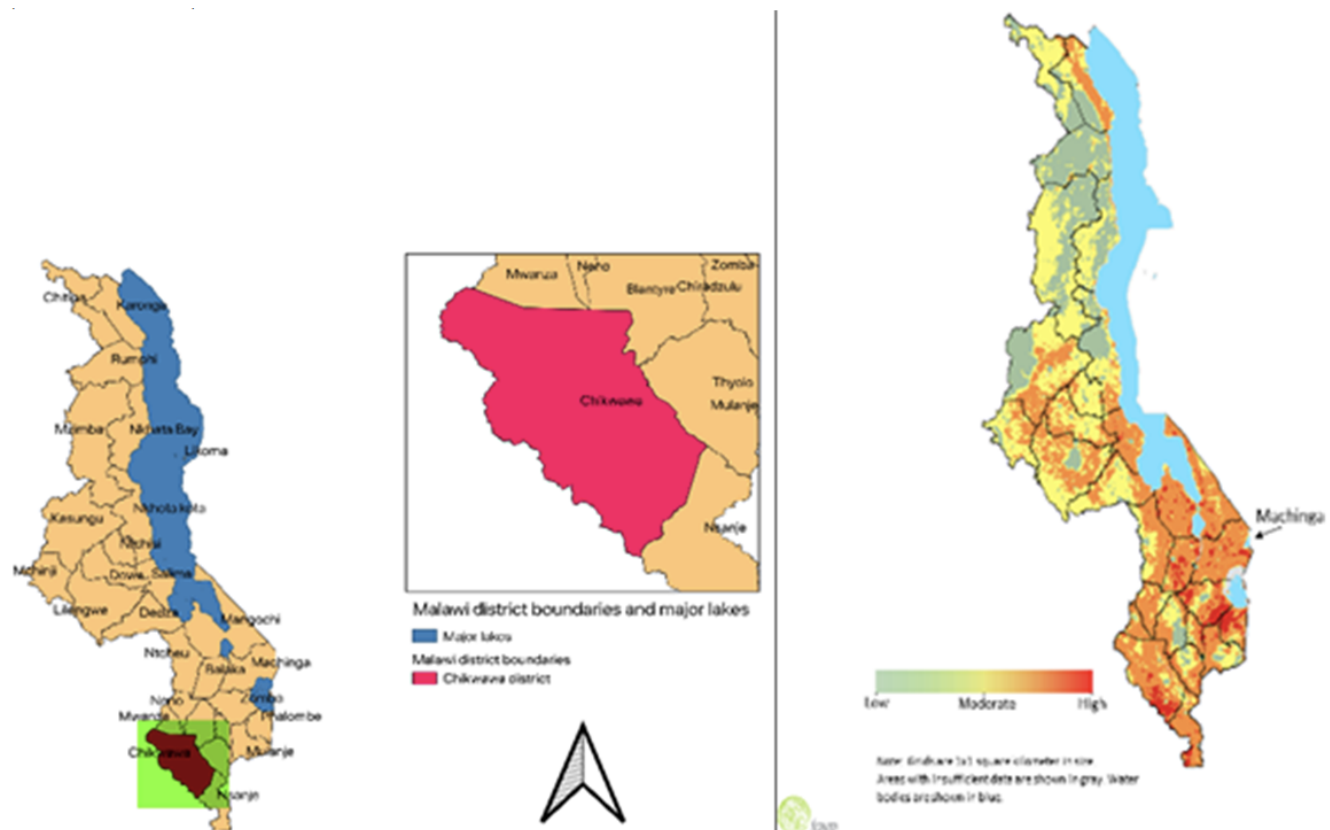 Chitipa
Karonga
Rumphi
Mzimba
Nkhata Bay
Likoma
Nkhota kota
Kasungu
Ntchisi
Mchinji
Dowa
Salima
Lilongwe
Dedza
Mangochi
Ntcheu
Balaka
Machinga
Neno
Zomba
Mwanza
Phalombe
Chikwawa
Mulanje
Nsanje
Mwanza
Neno
Zomba
Blantyre
Chiradzulu
Thyolo
Chikwawa
Mulanje
Nsanje
Malawi district boundaries and major lakes
Major lakes
Malawi district boundaries
Chikwawa district
Machinga
Low
Moderate
High
Note: Grids are 1x1 square kilometer in size.
Areas with insufficient data are shown in gray. Water
bodies are shown in blue.